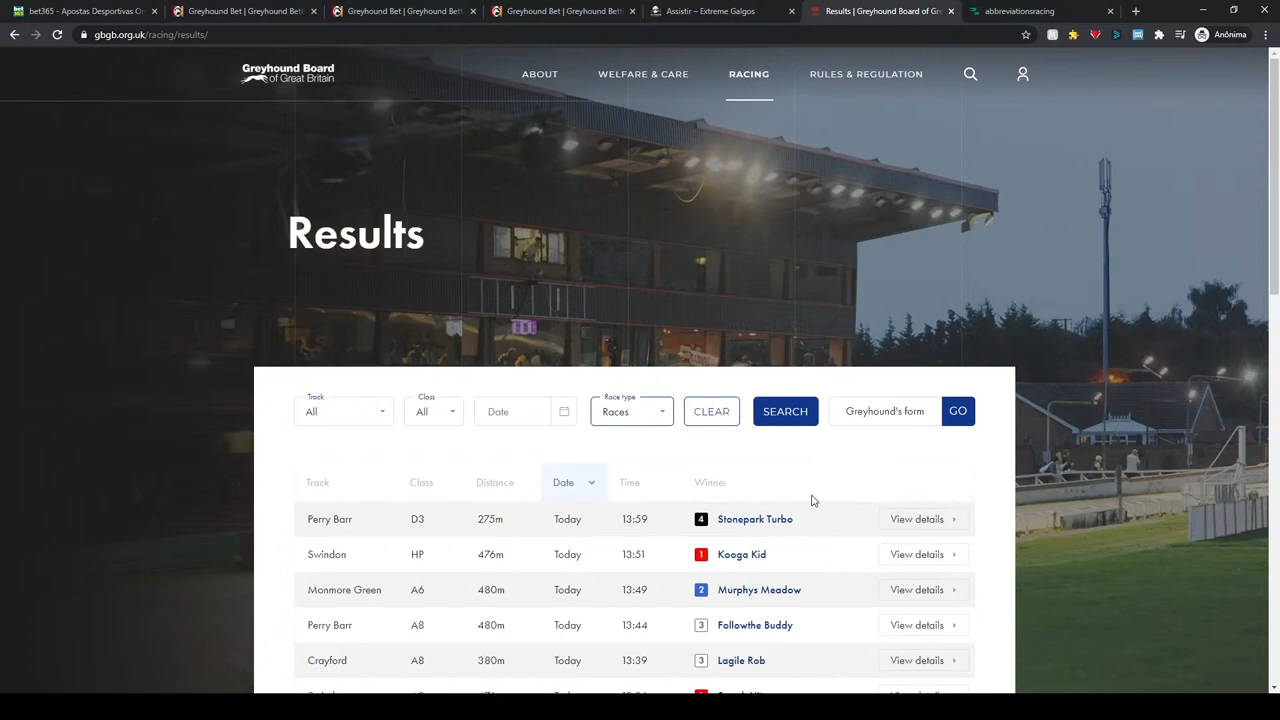 bet365 - Apostas Desportivas O
Greyhound Bet | Greyhound Bett
Greyhound Bet | Greyhound Bett
Greyhound Bet | Greyhound Bett
Assistir – Extreme Galgos
Results | Greyhound Board of Gre
abbreviationsracing
gbgb.org.uk/racing/results/
Anônima
Greyhound Board
of Great Britain
ABOUT
WELFARE & CARE
RACING
RULES & REGULATION
Results
Track
All
Class
All
Date
Race type
Races
CLEAR
SEARCH
Greyhound's form
GO
Track Class Distance Date Time Winner
Perry Barr D3 275m Today 13:59 4 Stonepark Turbo View details
Swindon HP 476m Today 13:51 1 Kooga Kid View details
Monmore Green A6 480m Today 13:49 2 Murphys Meadow View details
Perry Barr A8 480m Today 13:44 3 Followthe Buddy View details
Crayford A8 380m Today 13:39 3 Lagile Rob View details